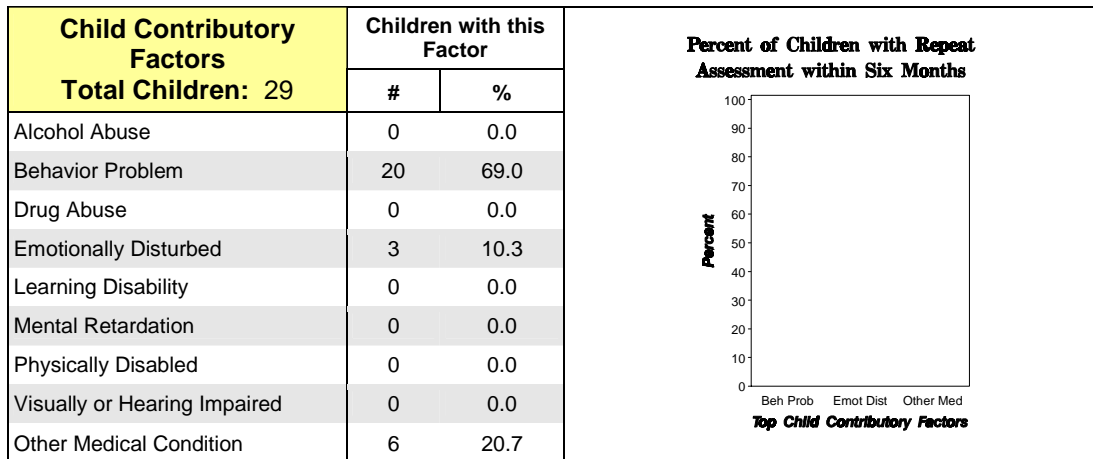 Child Contributory
Factors
Total Children: 29
Children with this
Factor
# %
Alcohol Abuse 0 0.0
Behavior Problem 20 69.0
Drug Abuse 0 0.0
Emotionally Disturbed 3 10.3
Learning Disability 0 0.0
Mental Retardation 0 0.0
Physically Disabled 0 0.0
Visually or Hearing Impaired 0 0.0
Other Medical Condition 6 20.7
Percent of Children with Repeat
Assessment within Six Months
100
90
80
70
60
50
40
30
20
10
0
Percent
Beh Prob Emot Dist Other Med
Top Child Contributory Factors